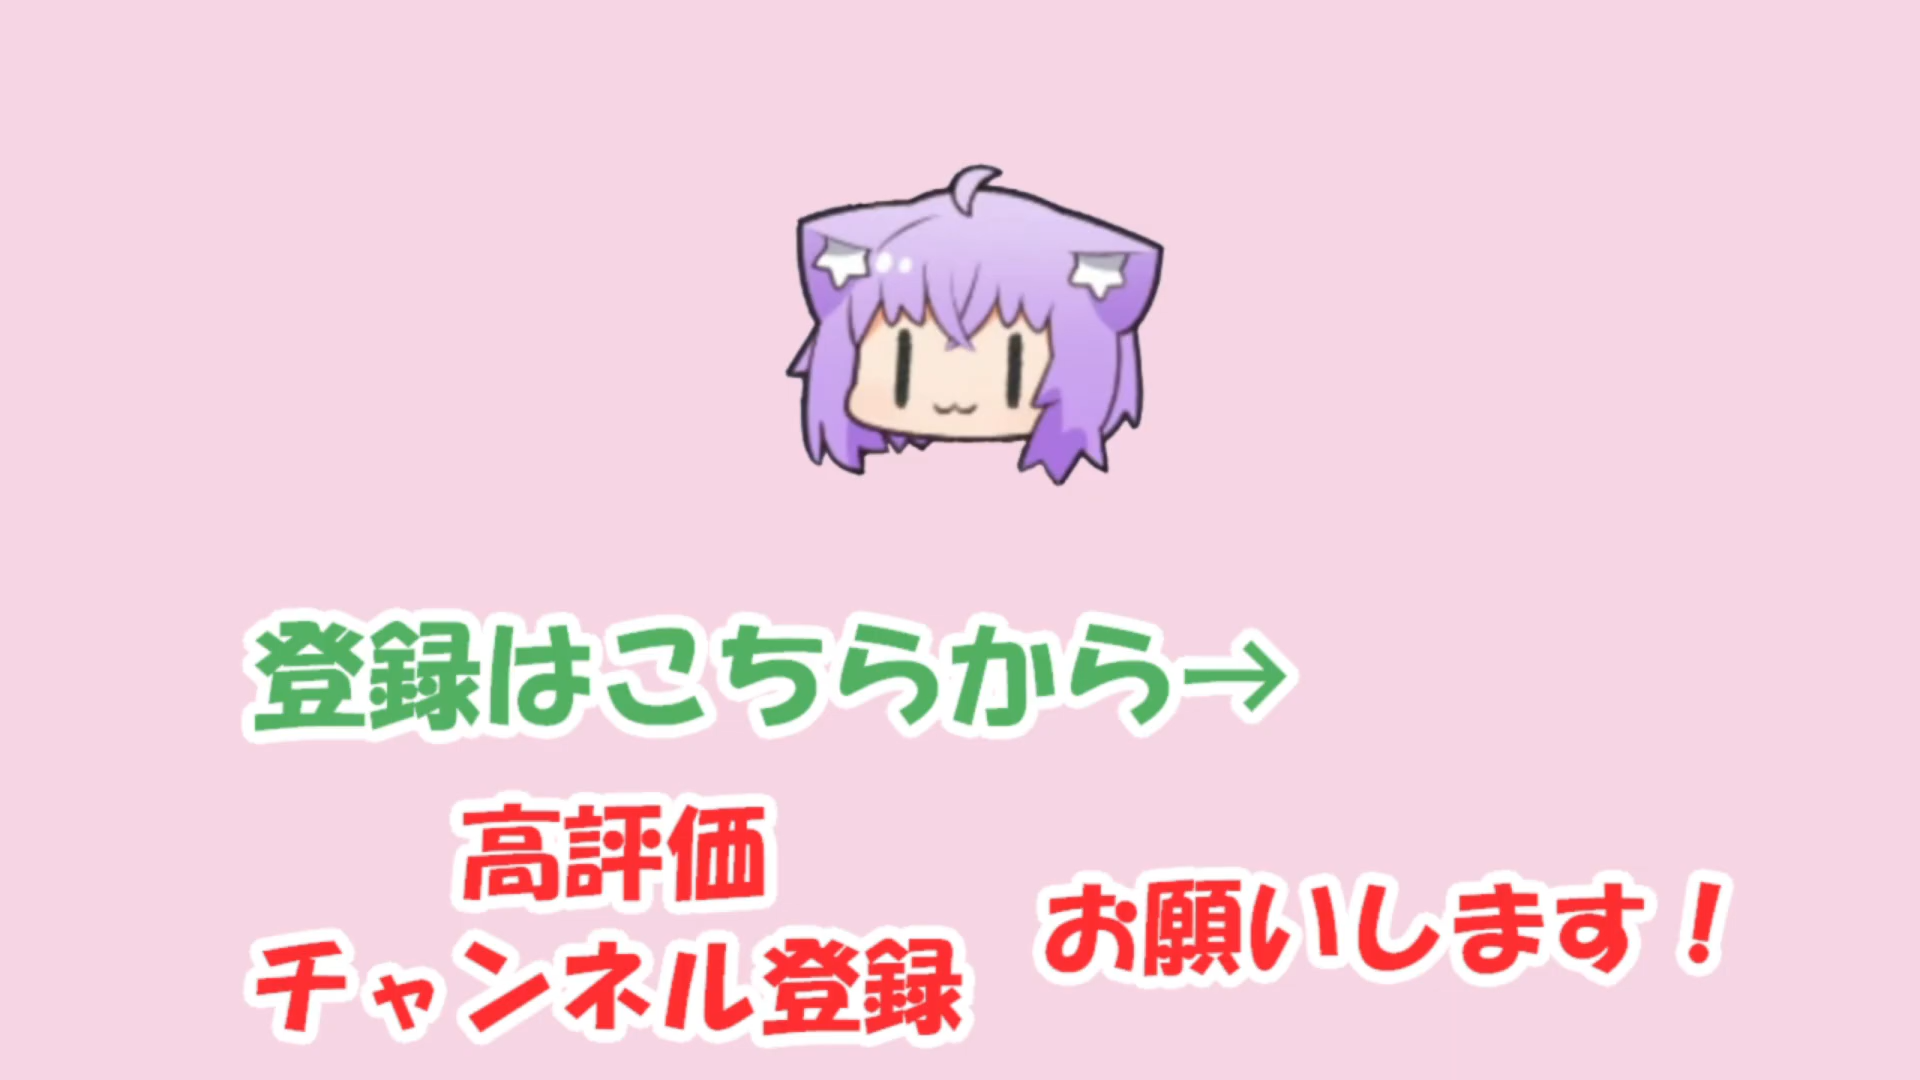 登録はこちらから→
高評価
チャンネル登録
お願いします！